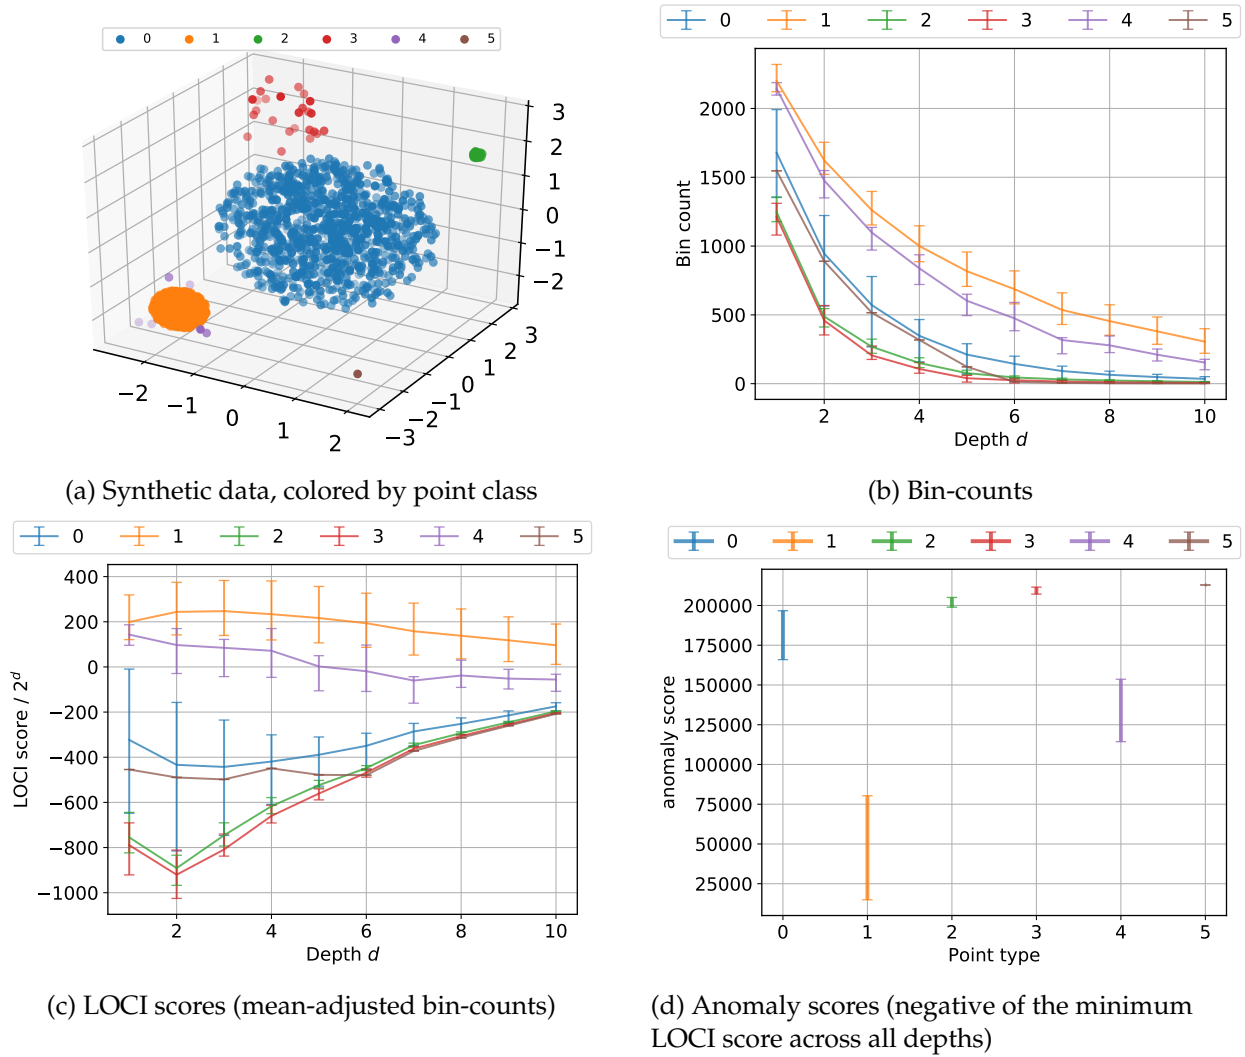 0 1 2 3 4 5
3
2
1
0
−1
−2
−2 −1 0 1 2
−3 −2 −1 0 1 2 3
(a) Synthetic data, colored by point class
0 1 2 3 4 5
Bin count
2000
1500
1000
500
0
2 4 6 8 10
Depth d
(b) Bin-counts
0 1 2 3 4 5
LOCI score / 2^d
400
200
0
−200
−400
−600
−800
−1000
2 4 6 8 10
Depth d
(c) LOCI scores (mean-adjusted bin-counts)
0 1 2 3 4 5
anomaly score
200000
175000
150000
125000
100000
75000
50000
25000
0 1 2 3 4 5
Point type
(d) Anomaly scores (negative of the minimum
LOCI score across all depths)